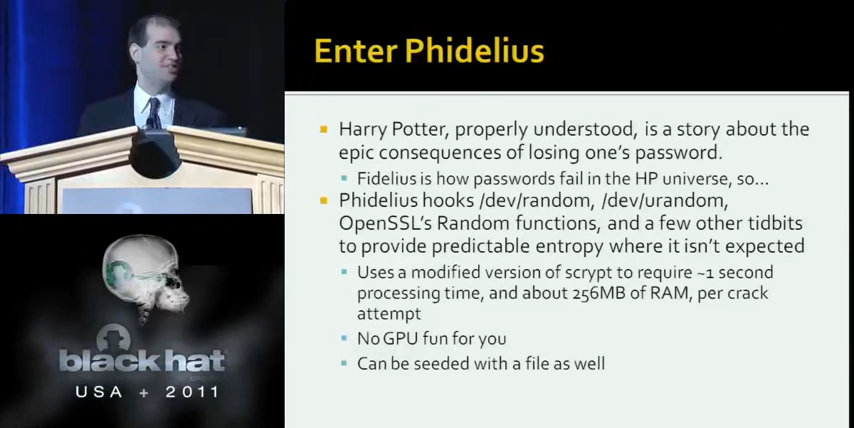 Enter Phidelius
Harry Potter, properly understood, is a story about the
epic consequences of losing one's password.
Fidelius is how passwords fail in the HP universe, so…
Phidelius hooks /dev/random, /dev/urandom,
OpenSSL's Random functions, and a few other tidbits
to provide predictable entropy where it isn't expected
Uses a modified version of scrypt to require ~1 second
processing time, and about 256MB of RAM, per crack
attempt
No GPU fun for you
Can be seeded with a file as well
black hat
USA + 2011